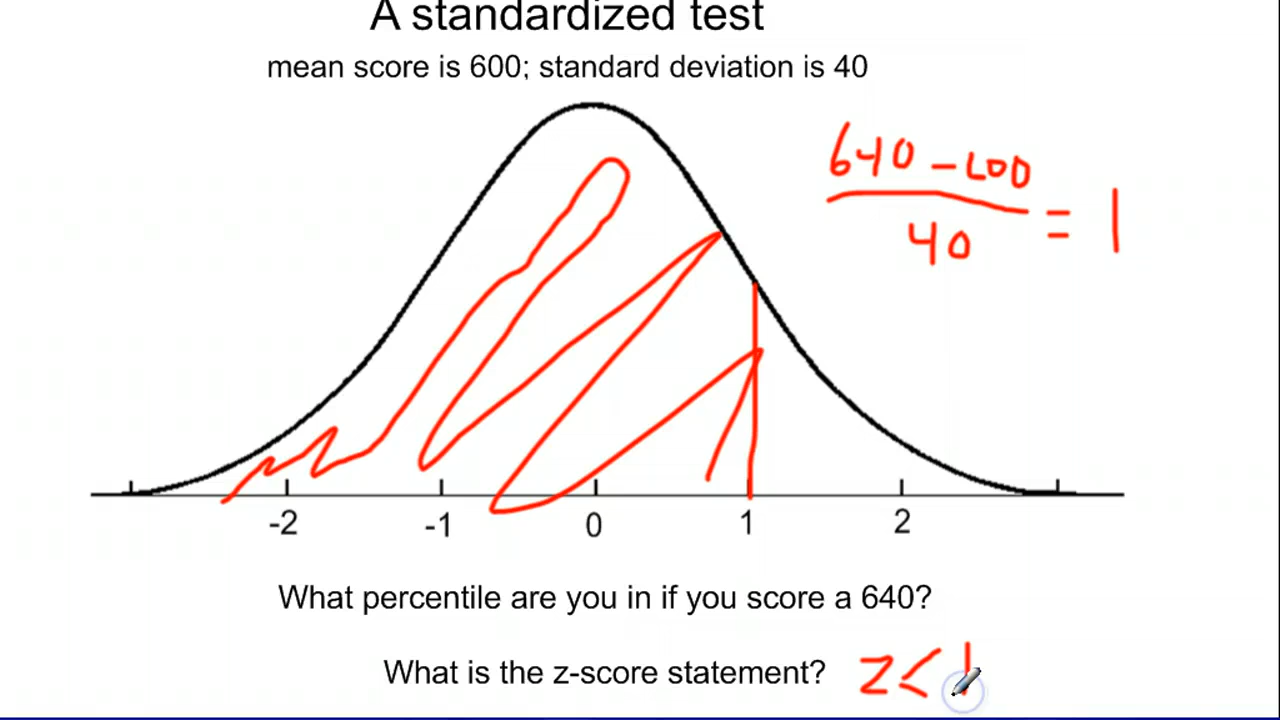 A standardized test
mean score is 600; standard deviation is 40
640 - 600
40
= 1
-2 -1 0 1 2
What percentile are you in if you score a 640?
What is the z-score statement? z < 1